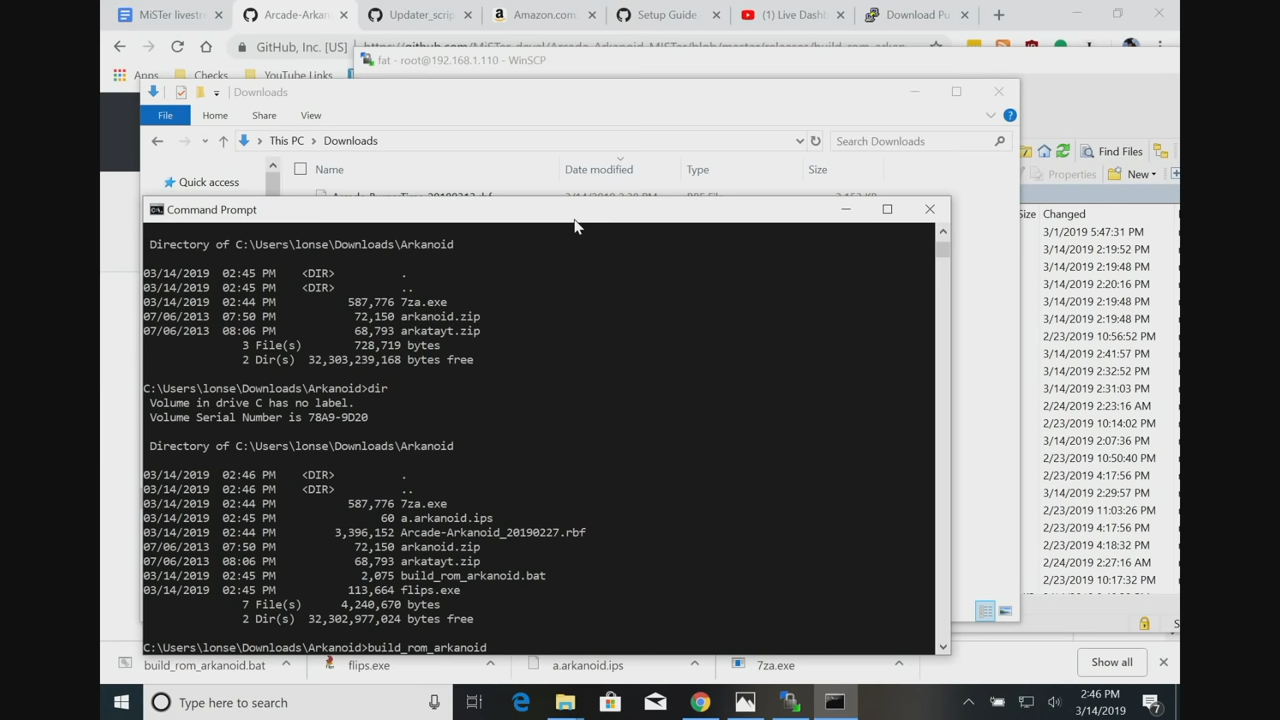 MiSTer livestr
Arcade-Arkan
Updater_scrip
Amazon.com
Setup Guide
(1) Live Dash
Download Pu
GitHub, Inc. [US]
https://github.com/MiSTer-devel/Arcade-Arkanoid_MiSTer/blob/master/releases/build_rom_arkan
Apps
Checks
YouTube Links
fat - root@192.168.1.110 - WinSCP
Downloads
File
Home
Share
View
This PC > Downloads
Search Downloads
Name
Date modified
Type
Size
Quick access
Find Files
Properties
New
Size
Changed
3/1/2019 5:47:31 PM
3/14/2019 2:19:52 PM
3/14/2019 2:19:48 PM
3/14/2019 2:20:16 PM
3/14/2019 2:19:48 PM
3/14/2019 2:19:48 PM
2/23/2019 10:56:52 PM
3/14/2019 2:41:57 PM
3/14/2019 2:32:52 PM
3/14/2019 2:31:03 PM
2/24/2019 2:23:16 AM
2/23/2019 10:14:02 PM
3/14/2019 2:07:36 PM
2/23/2019 10:50:40 PM
2/23/2019 4:17:56 PM
3/14/2019 2:29:57 PM
2/23/2019 11:03:26 PM
2/23/2019 4:17:56 PM
2/23/2019 4:18:32 PM
2/23/2019 10:17:32 PM
Command Prompt
Directory of C:\Users\lonse\Downloads\Arkanoid
03/14/2019 02:45 PM <DIR> .
03/14/2019 02:45 PM <DIR> ..
03/14/2019 02:44 PM 587,776 7za.exe
07/06/2013 07:50 PM 72,150 arkanoid.zip
07/06/2013 08:06 PM 68,793 arkatayt.zip
3 File(s) 728,719 bytes
2 Dir(s) 32,303,239,168 bytes free
C:\Users\lonse\Downloads\Arkanoid>dir
Volume in drive C has no label.
Volume Serial Number is 78A9-9D20
Directory of C:\Users\lonse\Downloads\Arkanoid
03/14/2019 02:46 PM <DIR> .
03/14/2019 02:46 PM <DIR> ..
03/14/2019 02:44 PM 587,776 7za.exe
03/14/2019 02:45 PM 60 a.arkanoid.ips
03/14/2019 02:44 PM 3,396,152 Arcade-Arkanoid_20190227.rbf
07/06/2013 07:50 PM 72,150 arkanoid.zip
07/06/2013 08:06 PM 68,793 arkatayt.zip
03/14/2019 02:45 PM 2,075 build_rom_arkanoid.bat
03/14/2019 02:45 PM 113,664 flips.exe
7 File(s) 4,240,670 bytes
2 Dir(s) 32,302,977,024 bytes free
C:\Users\lonse\Downloads\Arkanoid>build_rom_arkanoid
build_rom_arkanoid.bat
flips.exe
a.arkanoid.ips
7za.exe
Show all
Type here to search
2:46 PM
3/14/2019
7